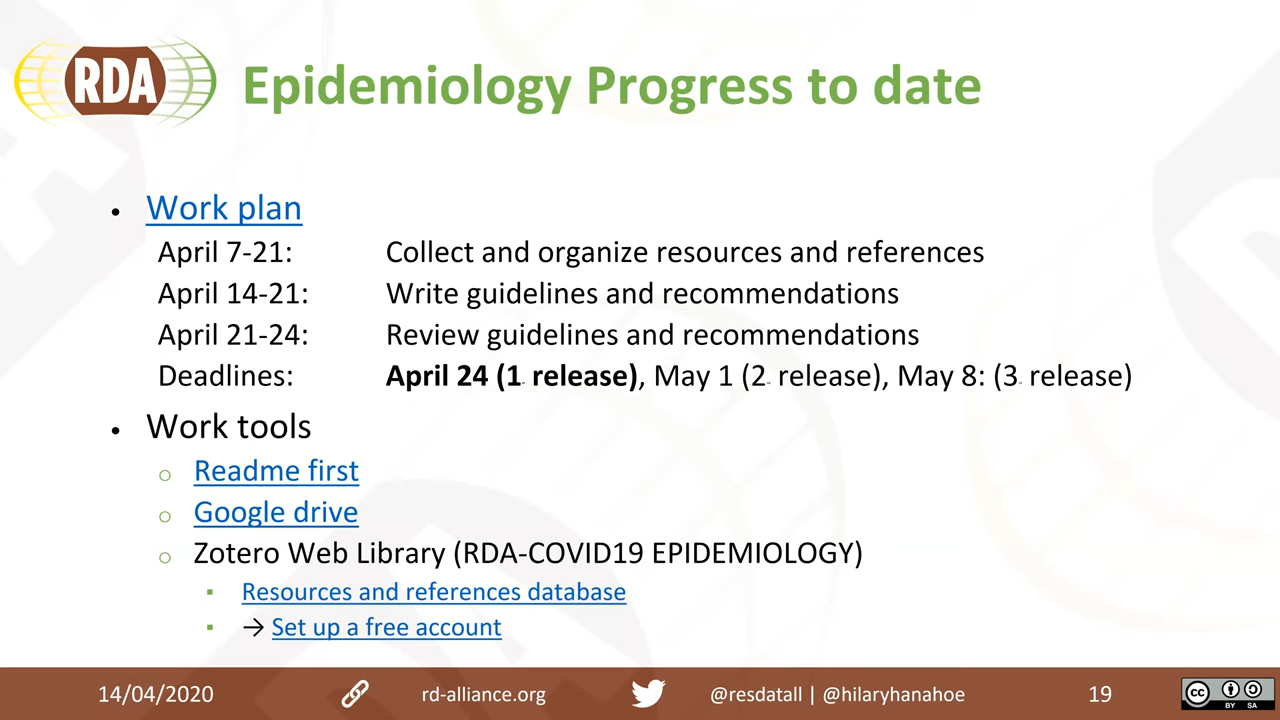 RDA
Epidemiology Progress to date
• Work plan
April 7-21: Collect and organize resources and references
April 14-21: Write guidelines and recommendations
April 21-24: Review guidelines and recommendations
Deadlines: April 24 (1 release), May 1 (2 release), May 8: (3 release)
• Work tools
o Readme first
o Google drive
o Zotero Web Library (RDA-COVID19 EPIDEMIOLOGY)
▪ Resources and references database
▪ → Set up a free account
14/04/2020 rd-alliance.org @resdatall | @hilaryhanahoe 19
cc BY SA